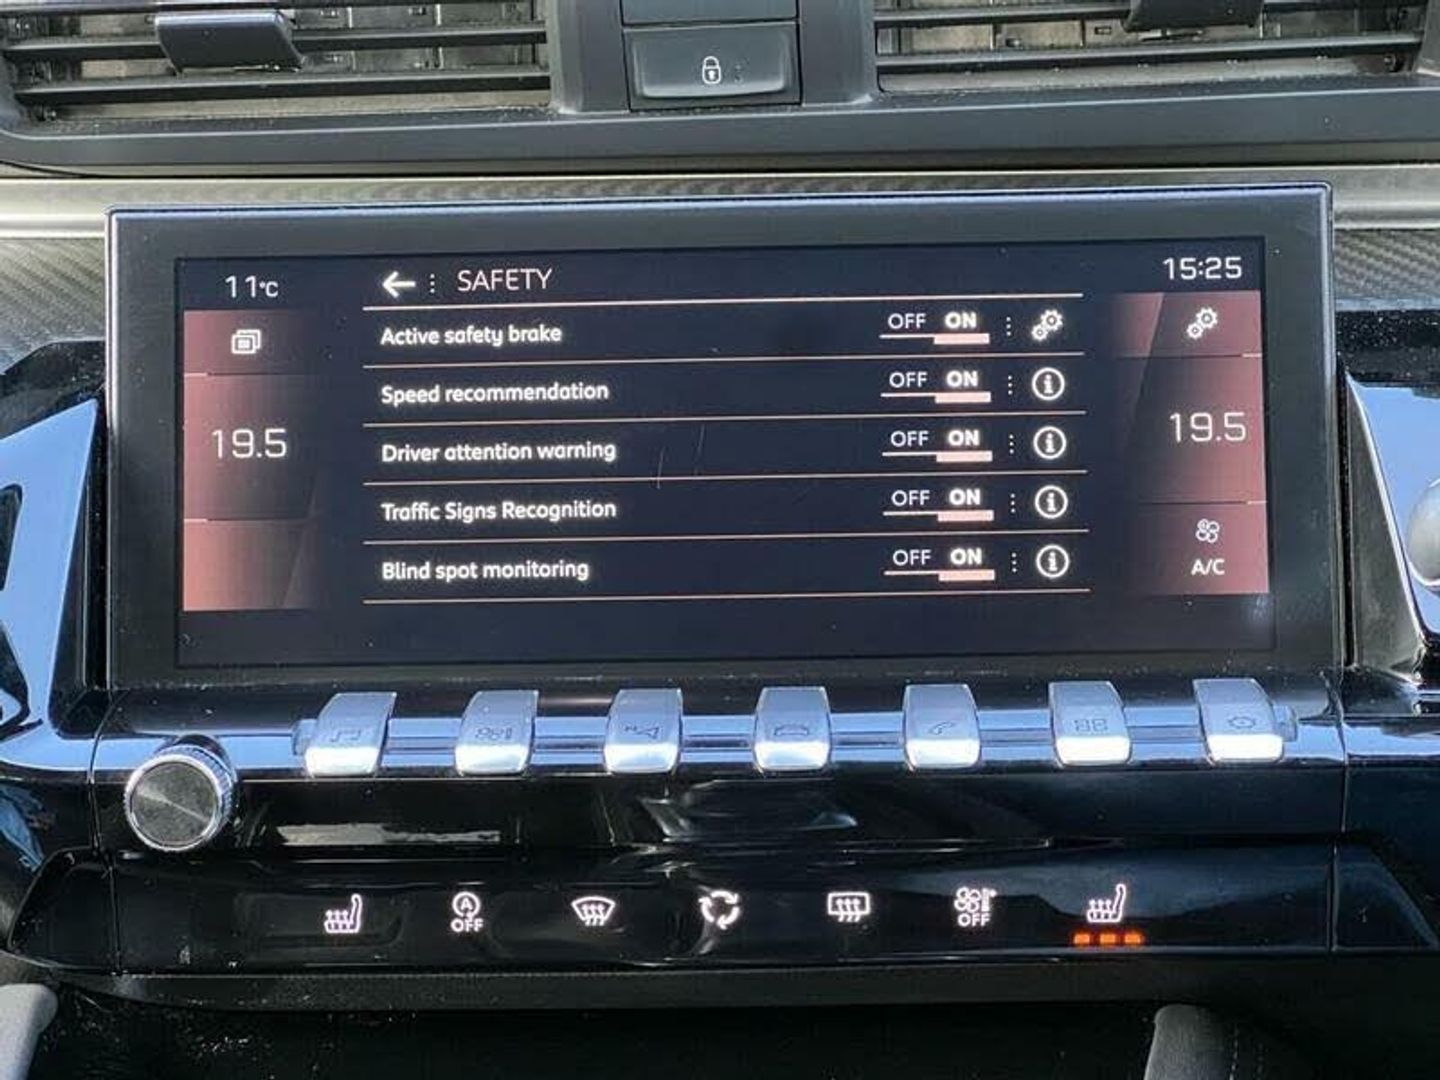 11°C
SAFETY
15:25
Active safety brake OFF ON
Speed recommendation OFF ON
19.5
Driver attention warning OFF ON
19.5
Traffic Signs Recognition OFF ON
Blind spot monitoring OFF ON
A/C
A OFF
OFF